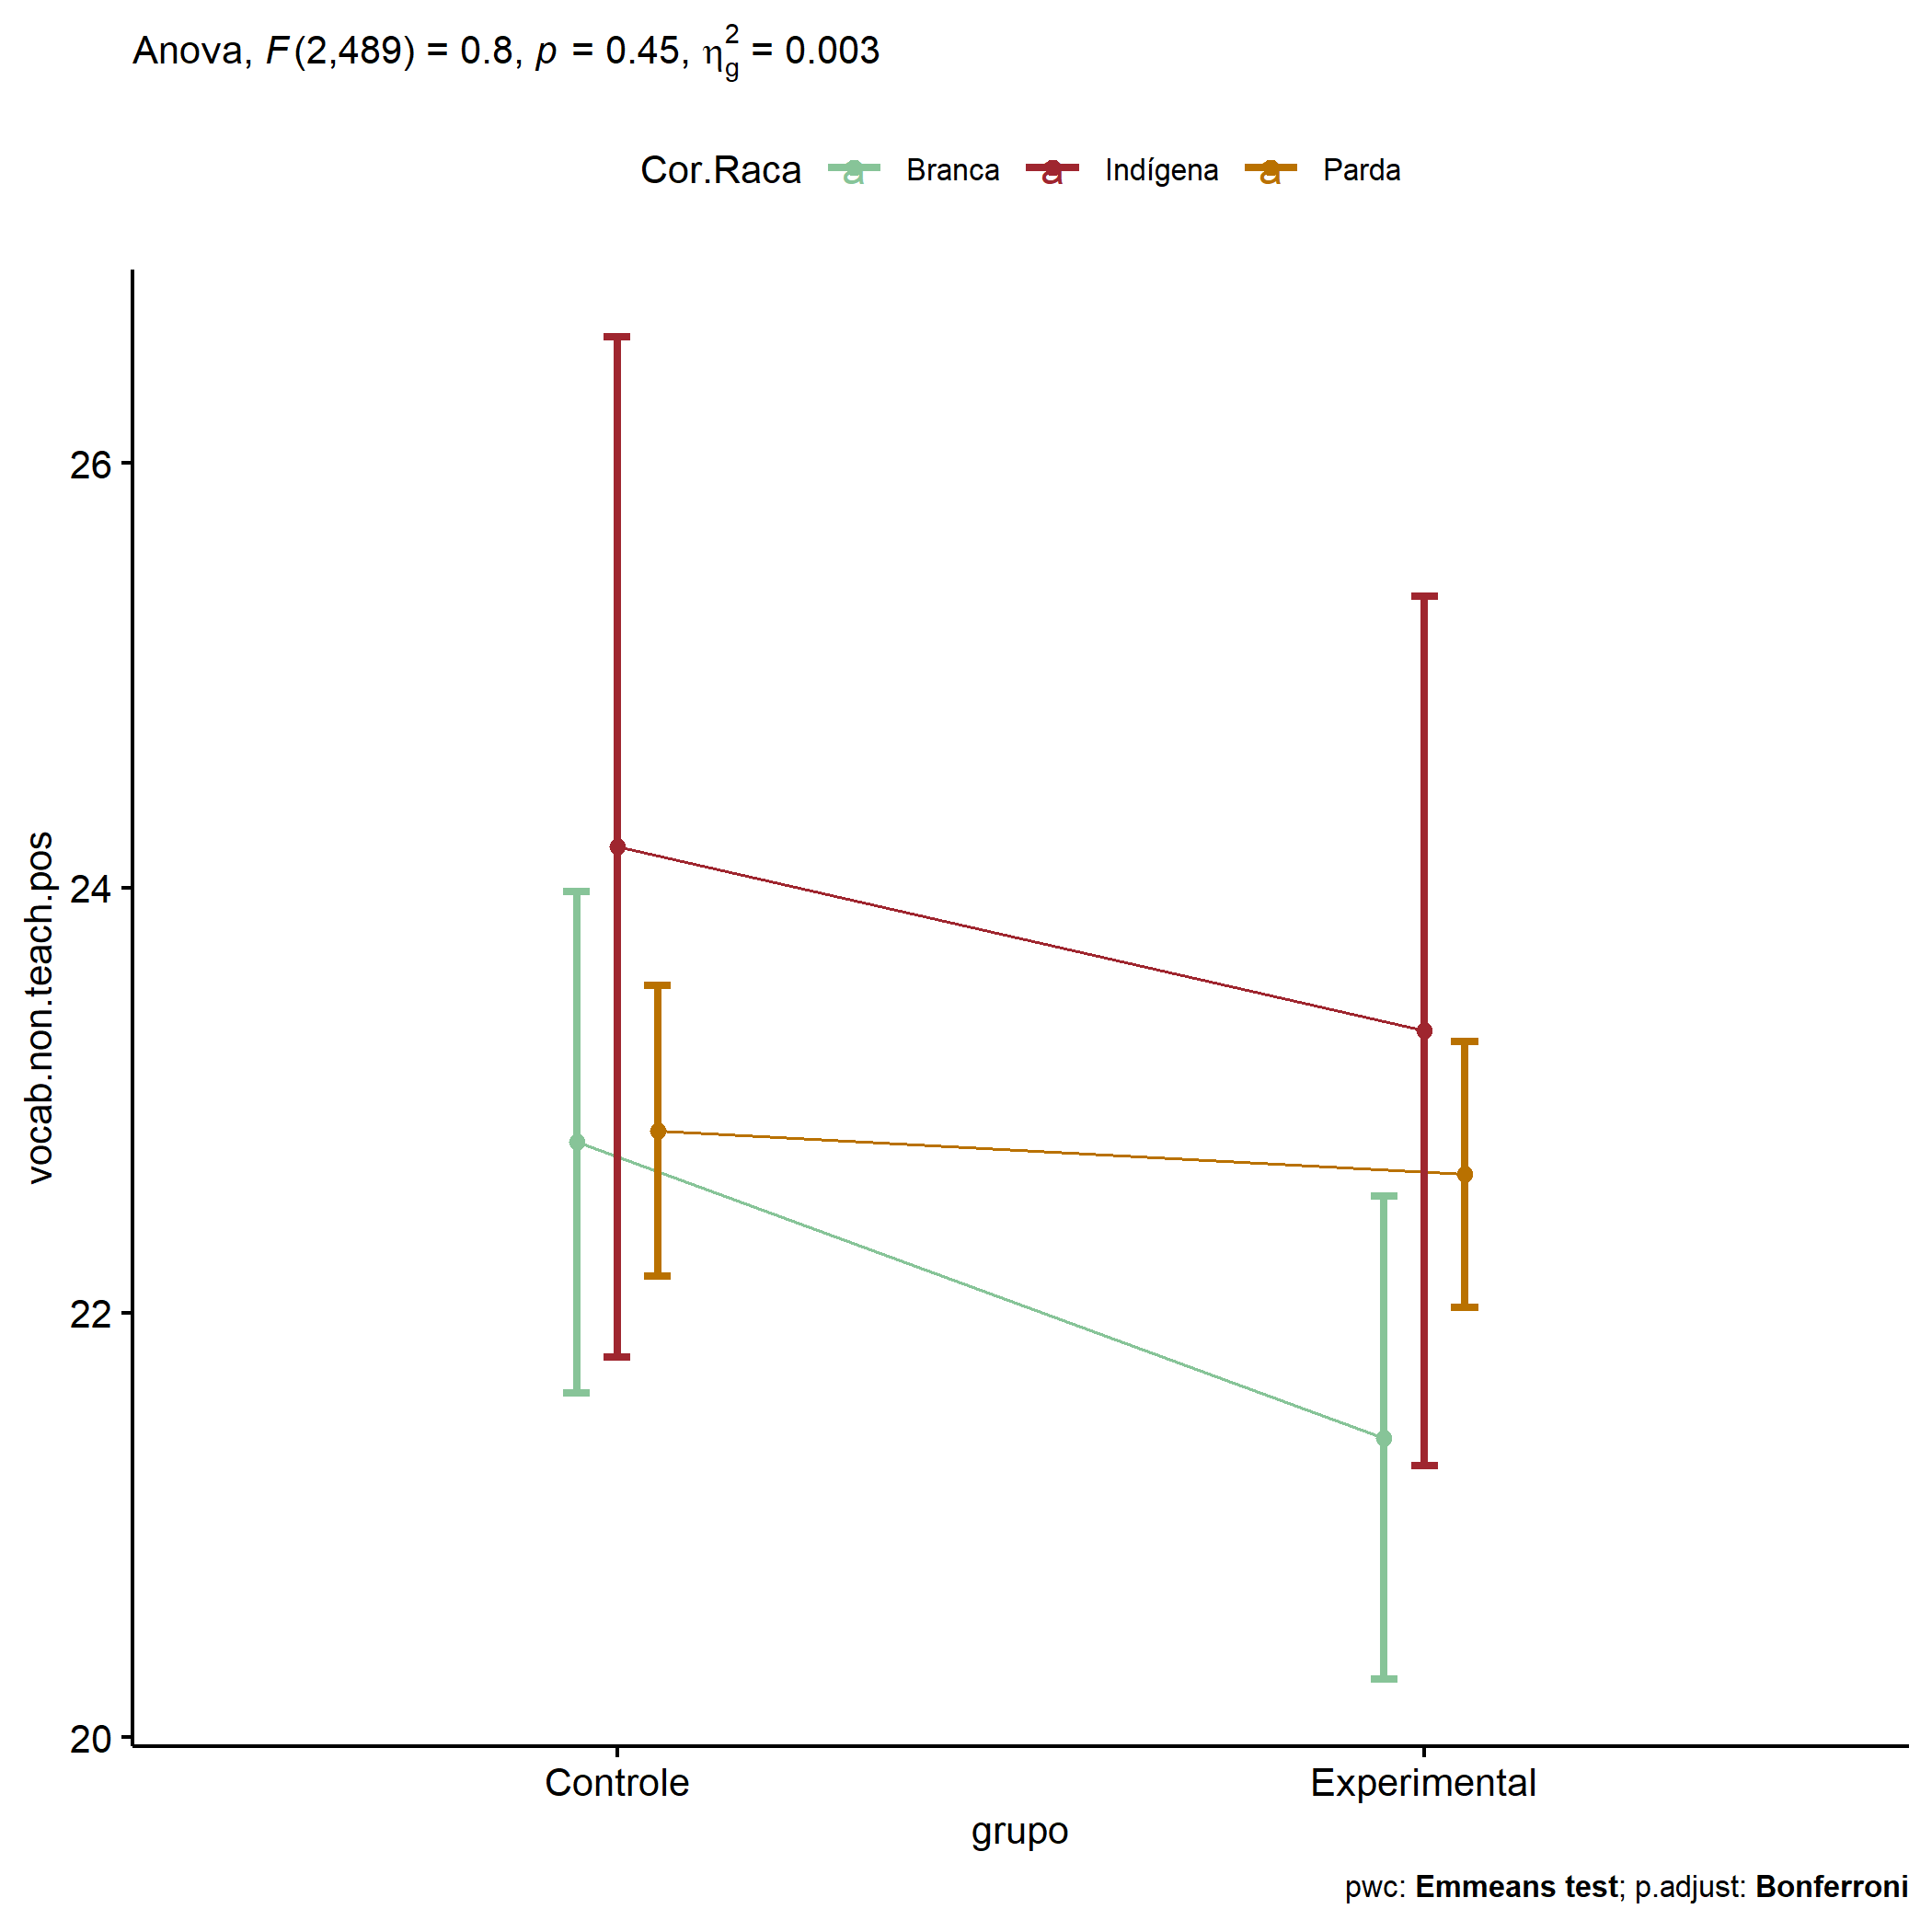 Anova, F(2,489) = 0.8, p = 0.45, η²g = 0.003
Cor.Raca a Branca a Indígena a Parda
26
24
22
20
vocab.non.teach.pos
Controle Experimental
grupo
pwc: Emmeans test; p.adjust: Bonferroni